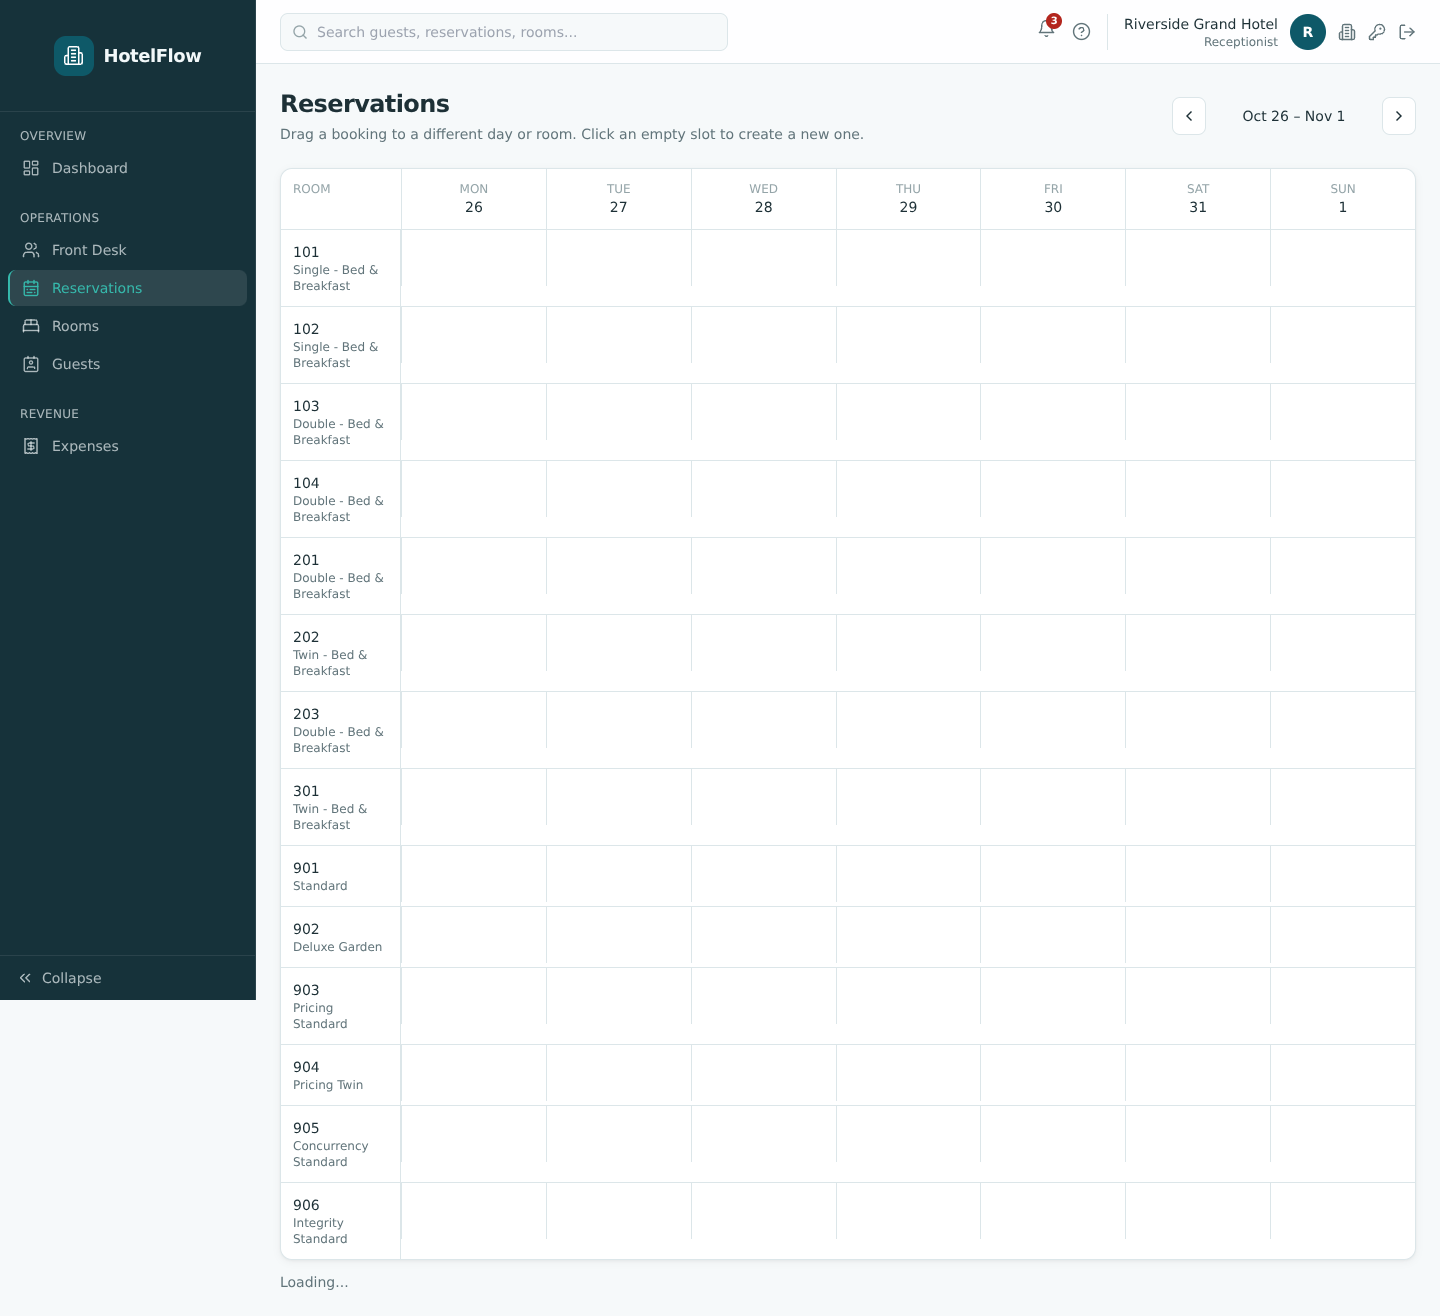 HotelFlow
OVERVIEW
Dashboard
OPERATIONS
Front Desk
Reservations
Rooms
Guests
REVENUE
Expenses
Collapse
Search guests, reservations, rooms...
3
Riverside Grand Hotel
Receptionist
R
Reservations
Drag a booking to a different day or room. Click an empty slot to create a new one.
Oct 26 – Nov 1
ROOM MON TUE WED THU FRI SAT SUN
26 27 28 29 30 31 1
101
Single - Bed &
Breakfast
102
Single - Bed &
Breakfast
103
Double - Bed &
Breakfast
104
Double - Bed &
Breakfast
201
Double - Bed &
Breakfast
202
Twin - Bed &
Breakfast
203
Double - Bed &
Breakfast
301
Twin - Bed &
Breakfast
901
Standard
902
Deluxe Garden
903
Pricing
Standard
904
Pricing Twin
905
Concurrency
Standard
906
Integrity
Standard
Loading...